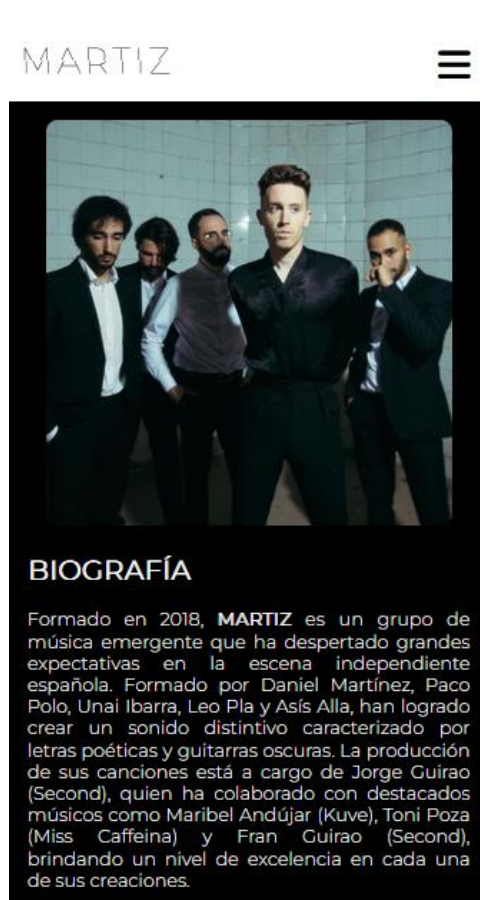 MARTIZ
BIOGRAFÍA
Formado en 2018, MARTIZ es un grupo de
música emergente que ha despertado grandes
expectativas en la escena independiente
española. Formado por Daniel Martínez, Paco
Polo, Unai Ibarra, Leo Pla y Asís Alla, han logrado
crear un sonido distintivo caracterizado por
letras poéticas y guitarras oscuras. La producción
de sus canciones está a cargo de Jorge Guirao
(Second), quien ha colaborado con destacados
músicos como Maribel Andújar (Kuve), Toni Poza
(Miss Caffeina) y Fran Guirao (Second),
brindando un nivel de excelencia en cada una
de sus creaciones.